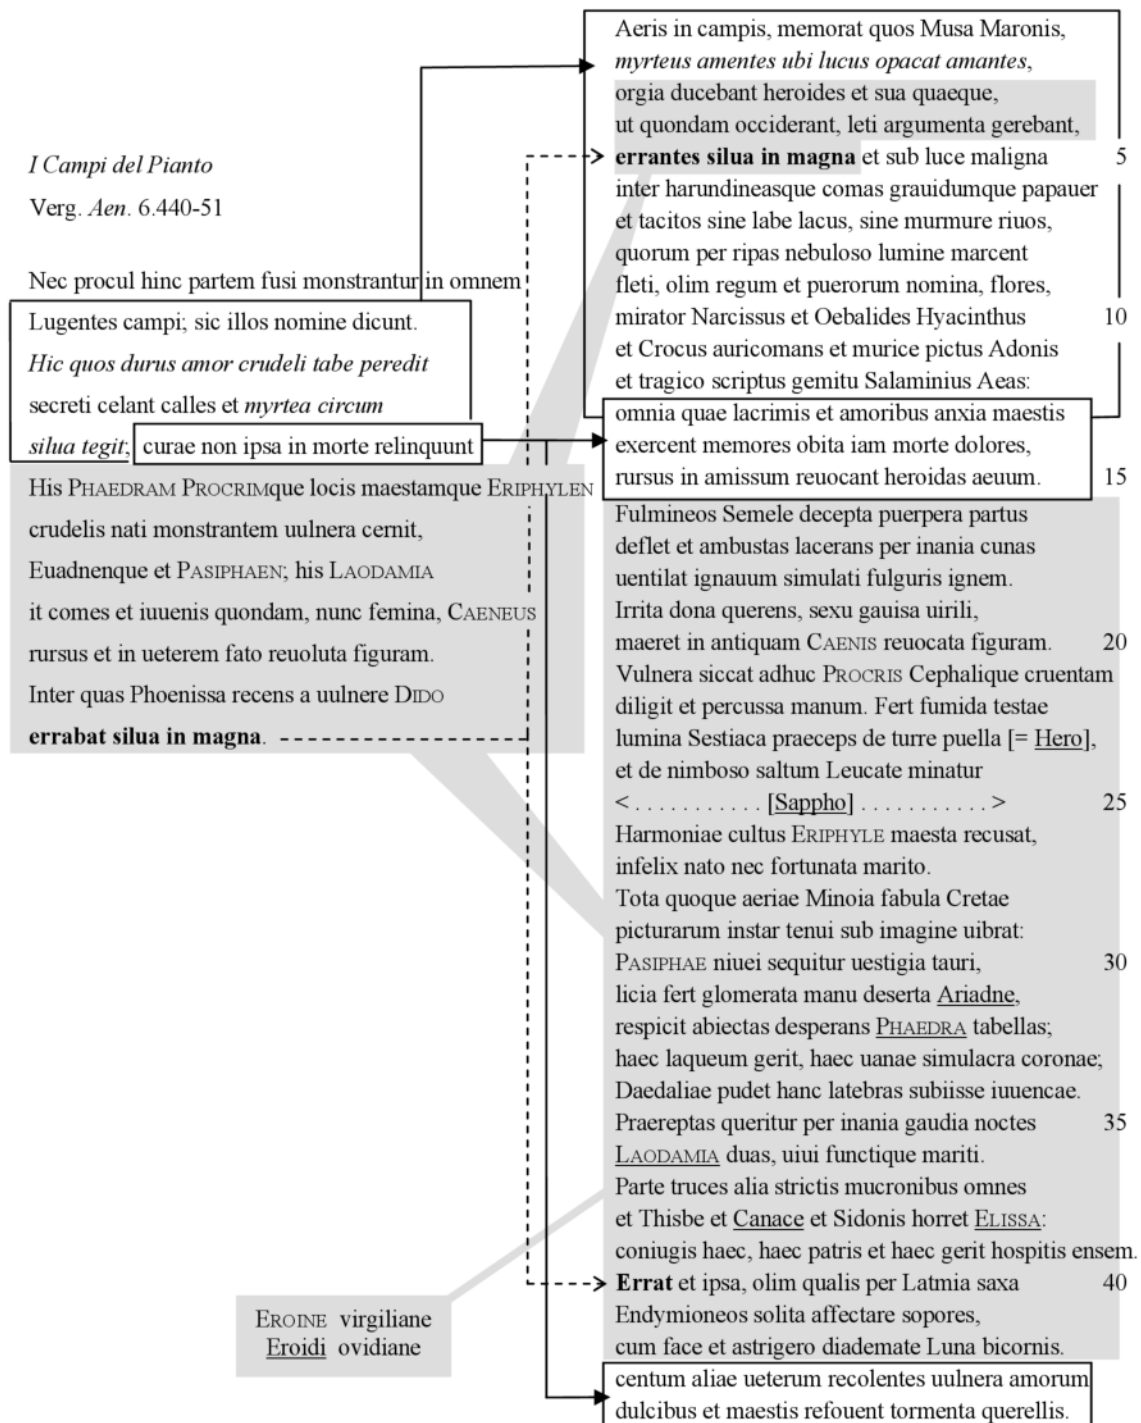 I Campi del Pianto
Verg. Aen. 6.440-51
Nec procul hinc partem fusi monstrantur in omnem
Lugentes campi; sic illos nomine dicunt.
Hic quos durus amor crudeli tabe peredit
secreti celant calles et myrtea circum
silua tegit; curae non ipsa in morte relinquunt
His PHAEDRAM PROCRIMque locis maestamque ERIPHYLEN
crudelis nati monstrantem uulnera cernit,
Euadnenque et PASIPHAEN; his LAODAMIA
it comes et iuuenis quondam, nunc femina, CAENEUS
rursus et in ueterem fato reuoluta figuram.
Inter quas Phoenissa recens a uulnere DIDO
errabat silua in magna.
EROINE virgiliane
Eroidi ovidiane
Aeris in campis, memorat quos Musa Maronis,
myrteus amentes ubi lucus opacat amantes,
orgia ducebant heroides et sua quaeque,
ut quondam occiderant, leti argumenta gerebant,
errantes silua in magna et sub luce maligna 5
inter harundineasque comas grauidumque papauer
et tacitos sine labe lacus, sine murmure riuos,
quorum per ripas nebuloso lumine marcent
fleti, olim regum et puerorum nomina, flores,
mirator Narcissus et Oebalides Hyacinthus 10
et Crocus auricomans et murice pictus Adonis
et tragico scriptus gemitu Salaminius Aeas:
omnia quae lacrimis et amoribus anxia maestis
exercent memores obita iam morte dolores,
rursus in amissum reuocant heroidas aeuum. 15
Fulmineos Semele decepta puerpera partus
deflet et ambustas lacerans per inania cunas
uentilat ignauum simulati fulguris ignem.
Irrita dona querens, sexu gauisa uirili,
maeret in antiquam CAENIS reuocata figuram. 20
Vulnera siccat adhuc PROCRIS Cephalique cruentam
diligit et percussa manum. Fert fumida testae
lumina Sestiaca praeceps de turre puella [= Hero],
et de nimboso saltum Leucate minatur
< . . . . . . . . . . . [Sappho] . . . . . . . . . . . > 25
Harmoniae cultus ERIPHYLE maesta recusat,
infelix nato nec fortunata marito.
Tota quoque aeriae Minoia fabula Cretae
picturarum instar tenui sub imagine uibrat:
PASIPHAE niuei sequitur uestigia tauri, 30
licia fert glomerata manu deserta Ariadne,
respicit abiectas desperans PHAEDRA tabellas;
haec laqueum gerit, haec uanae simulacra coronae;
Daedaliae pudet hanc latebras subiisse iuuencae.
Praereptas queritur per inania gaudia noctes 35
LAODAMIA duas, uiui functique mariti.
Parte truces alia strictis mucronibus omnes
et Thisbe et Canace et Sidonis horret ELISSA:
coniugis haec, haec patris et haec gerit hospitis ensem.
Errat et ipsa, olim qualis per Latmia saxa 40
Endymioneos solita affectare sopores,
cum face et astrigero diademate Luna bicornis.
centum aliae ueterum recolentes uulnera amorum
dulcibus et maestis refouent tormenta querellis.